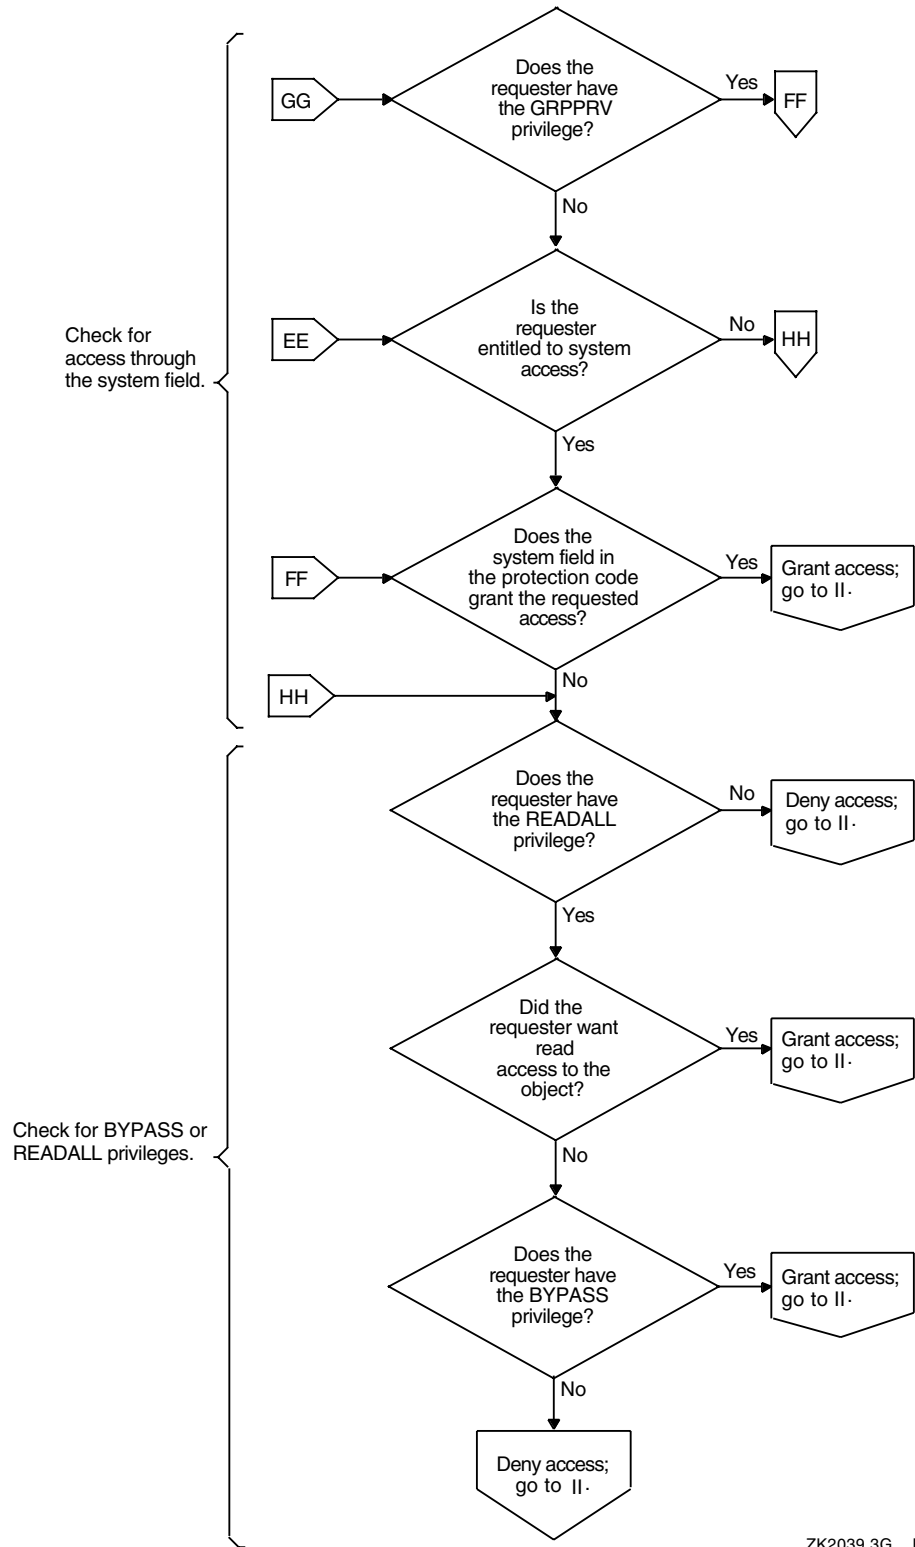 Does the
requester have
the GRPPRV
privilege?
Yes
GG
FF
No
Is the
requester
entitled to system
access?
No
EE
HH
Check for
access through
the system field.
Yes
Does the
system field in
the protection code
grant the requested
access?
Yes
FF
Grant access;
go to II.
No
HH
Does the
requester have
the READALL
privilege?
No
Deny access;
go to II.
Yes
Did the
requester want
read
access to the
object?
Yes
Grant access;
go to II.
Check for BYPASS or
READALL privileges.
No
Does the
requester have
the BYPASS
privilege?
Yes
Grant access;
go to II.
No
Deny access;
go to II.
ZK2039 3G